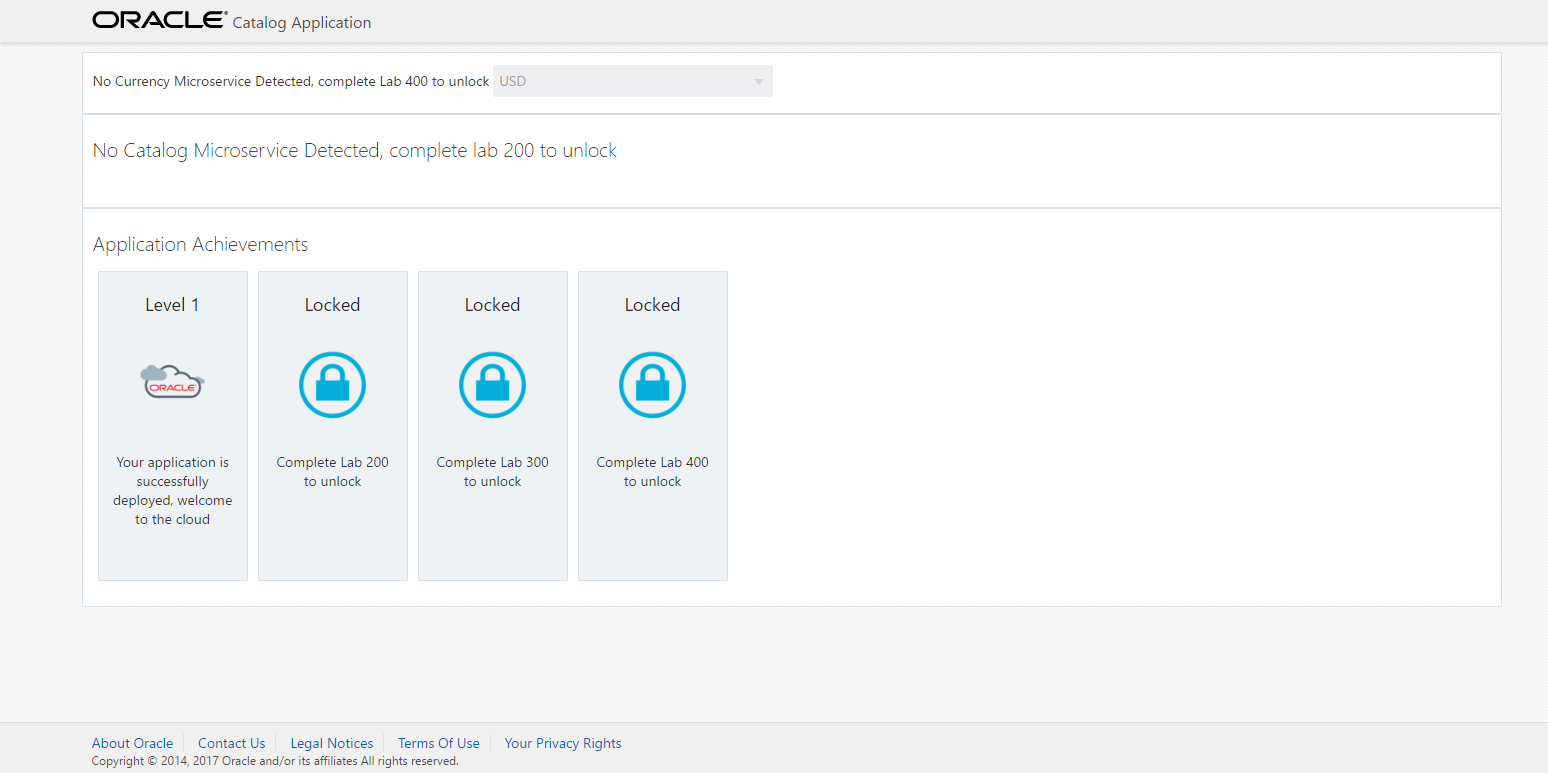 ORACLE® Catalog Application
No Currency Microservice Detected, complete Lab 400 to unlock USD
No Catalog Microservice Detected, complete lab 200 to unlock
Application Achievements
Level 1
ORACLE
Your application is
successfully
deployed, welcome
to the cloud
Locked
Complete Lab 200
to unlock
Locked
Complete Lab 300
to unlock
Locked
Complete Lab 400
to unlock
About Oracle Contact Us Legal Notices Terms Of Use Your Privacy Rights
Copyright © 2014, 2017 Oracle and/or its affiliates All rights reserved.